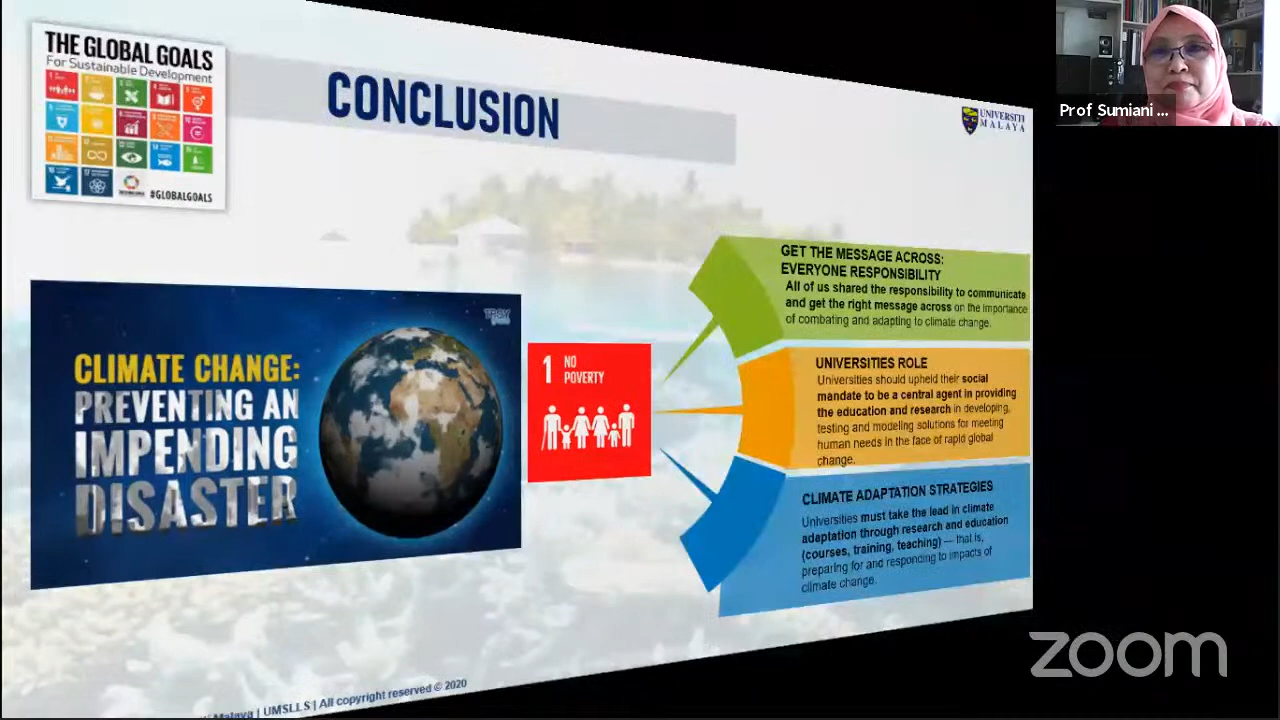 THE GLOBAL GOALS
For Sustainable Development
#GLOBALGOALS
CONCLUSION
UNIVERSITI
MALAYA
Prof Sumiani ...
CLIMATE CHANGE:
PREVENTING AN
IMPENDING
DISASTER
TROY
1 NO
POVERTY
GET THE MESSAGE ACROSS:
EVERYONE RESPONSIBILITY
All of us shared the responsibility to communicate
and get the right message across on the importance
of combating and adapting to climate change.
UNIVERSITIES ROLE
Universities should upheld their social
mandate to be a central agent in providing
the education and research in developing,
testing and modeling solutions for meeting
human needs in the face of rapid global
change.
CLIMATE ADAPTATION STRATEGIES
Universities must take the lead in climate
adaptation through research and education
(courses, training, teaching) — that is,
preparing for and responding to impacts of
climate change.
Malaya | UMSLLS | All copyright reserved © 2020
zoom